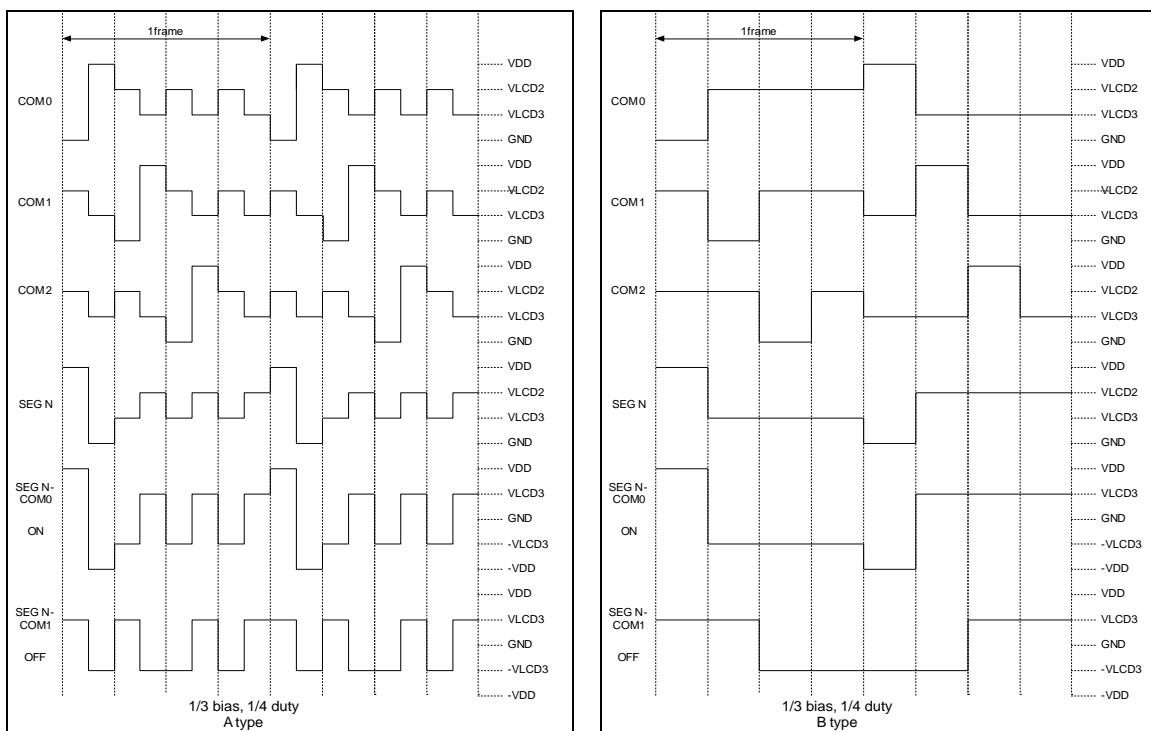 1frame
COM0
VDD
VLCD2
VLCD3
GND
COM1
VDD
VLCD2
VLCD3
GND
COM2
VDD
VLCD2
VLCD3
GND
SEG N
VDD
VLCD2
VLCD3
GND
SEG N-
COM0
ON
VDD
VLCD3
GND
-VLCD3
-VDD
SEG N-
COM1
OFF
VDD
VLCD3
GND
-VLCD3
-VDD
1/3 bias, 1/4 duty
A type
1frame
COM0
VDD
VLCD2
VLCD3
GND
COM1
VDD
VLCD2
VLCD3
GND
COM2
VDD
VLCD2
VLCD3
GND
SEG N
VDD
VLCD2
VLCD3
GND
SEG N-
COM0
ON
VDD
VLCD3
GND
-VLCD3
-VDD
SEG N-
COM1
OFF
VDD
VLCD3
GND
-VLCD3
-VDD
1/3 bias, 1/4 duty
B type